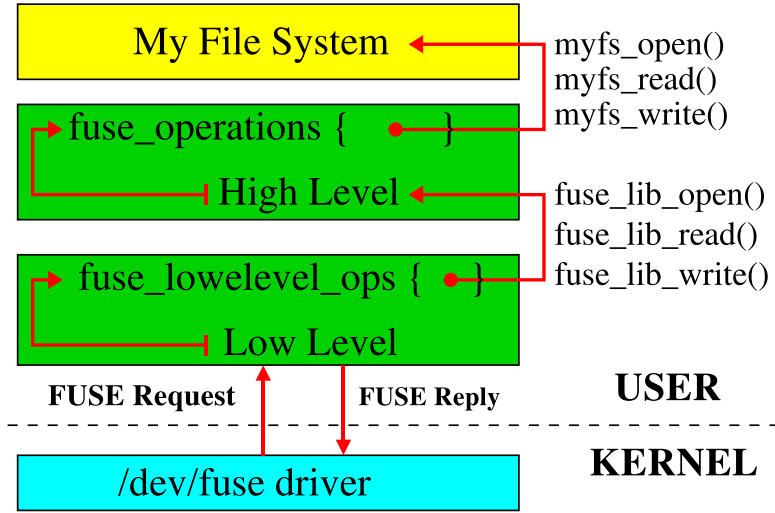 My File System
myfs_open()
myfs_read()
myfs_write()
fuse_operations { }
High Level
fuse_lib_open()
fuse_lib_read()
fuse_lib_write()
fuse_lowelevel_ops { }
Low Level
FUSE Request
FUSE Reply
USER
KERNEL
/dev/fuse driver